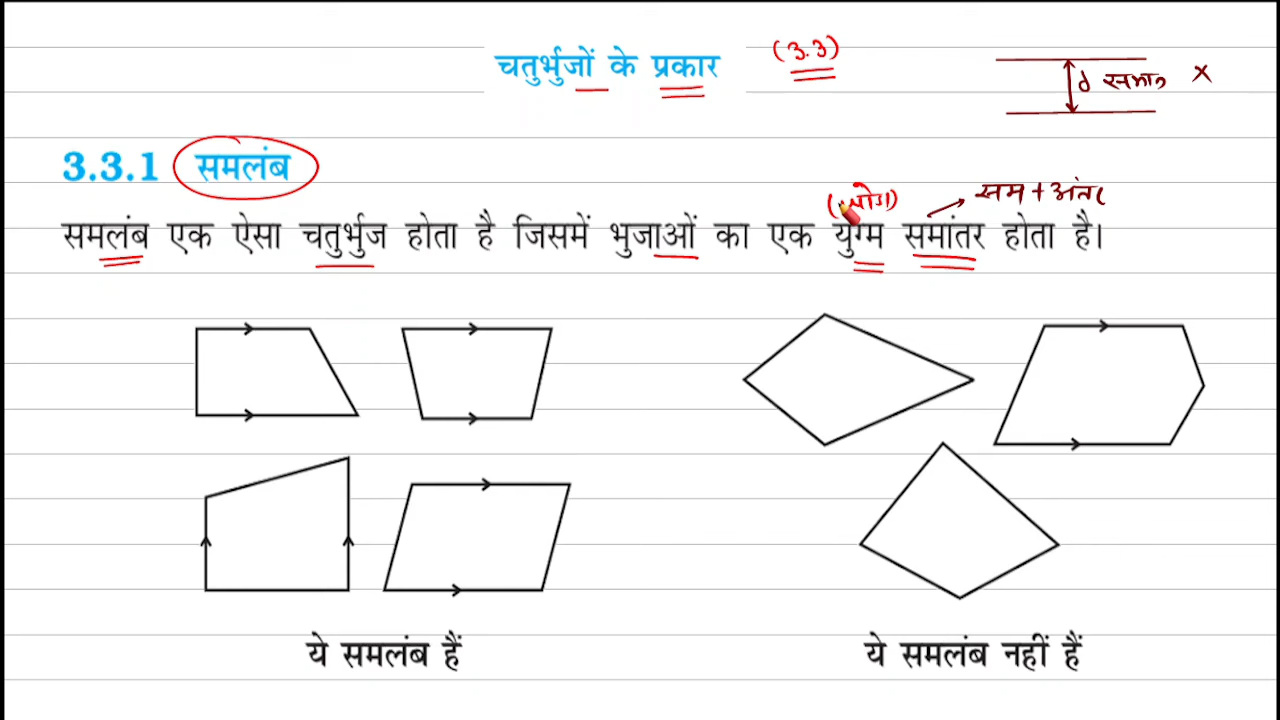 चतुर्भुजों के प्रकार (3.3)
d समान x
3.3.1 समलंब
सम + अंतर
समलंब एक ऐसा चतुर्भुज होता है जिसमें भुजाओं का एक युग्म समांतर होता है।
ये समलंब हैं
ये समलंब नहीं हैं